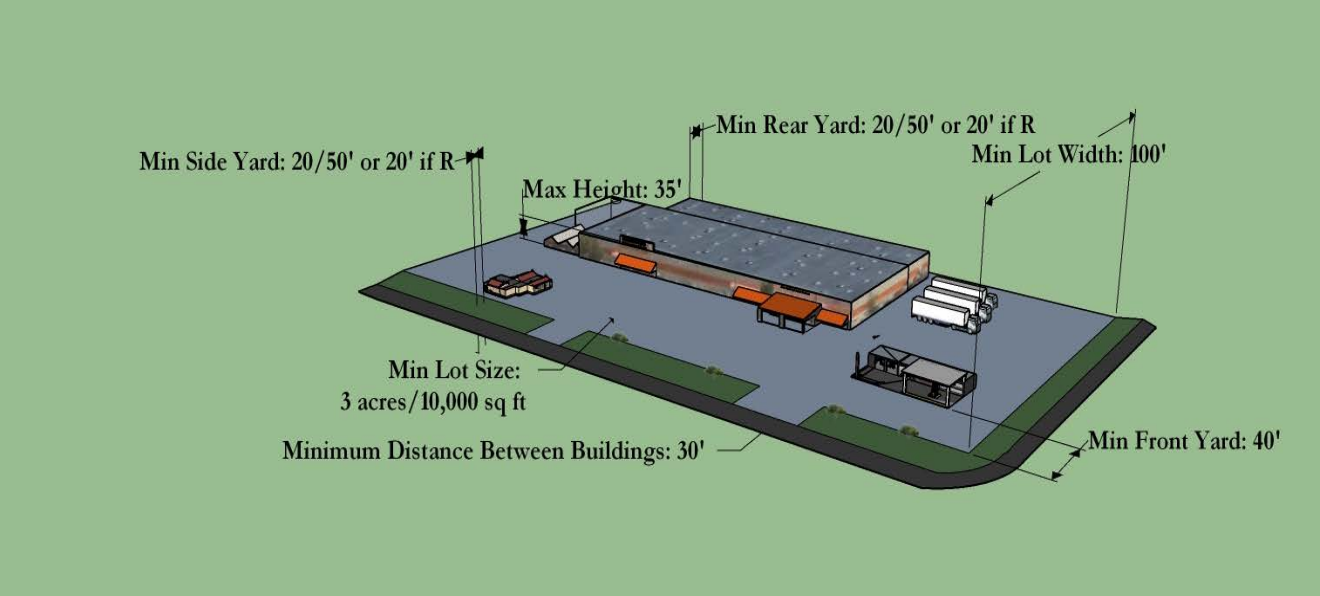 Min Rear Yard: 20/50' or 20' if R
Min Side Yard: 20/50' or 20' if R
Min Lot Width: 100'
Max Height: 35'
Min Lot Size:
3 acres/10,000 sq ft
Minimum Distance Between Buildings: 30'
Min Front Yard: 40'